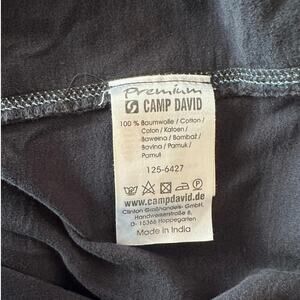 Premium
CAMP DAVID
100 % Baumwolle / Cotton /
Coton / Katoen /
Bawełna / Bombaž /
Bavlna / Pamuk /
Pamut
125-6427
www.campdavid.de
Clinton Großhandels- GmbH,
Handwerkerstraße 8,
D- 15366 Hoppegarten
Made in India